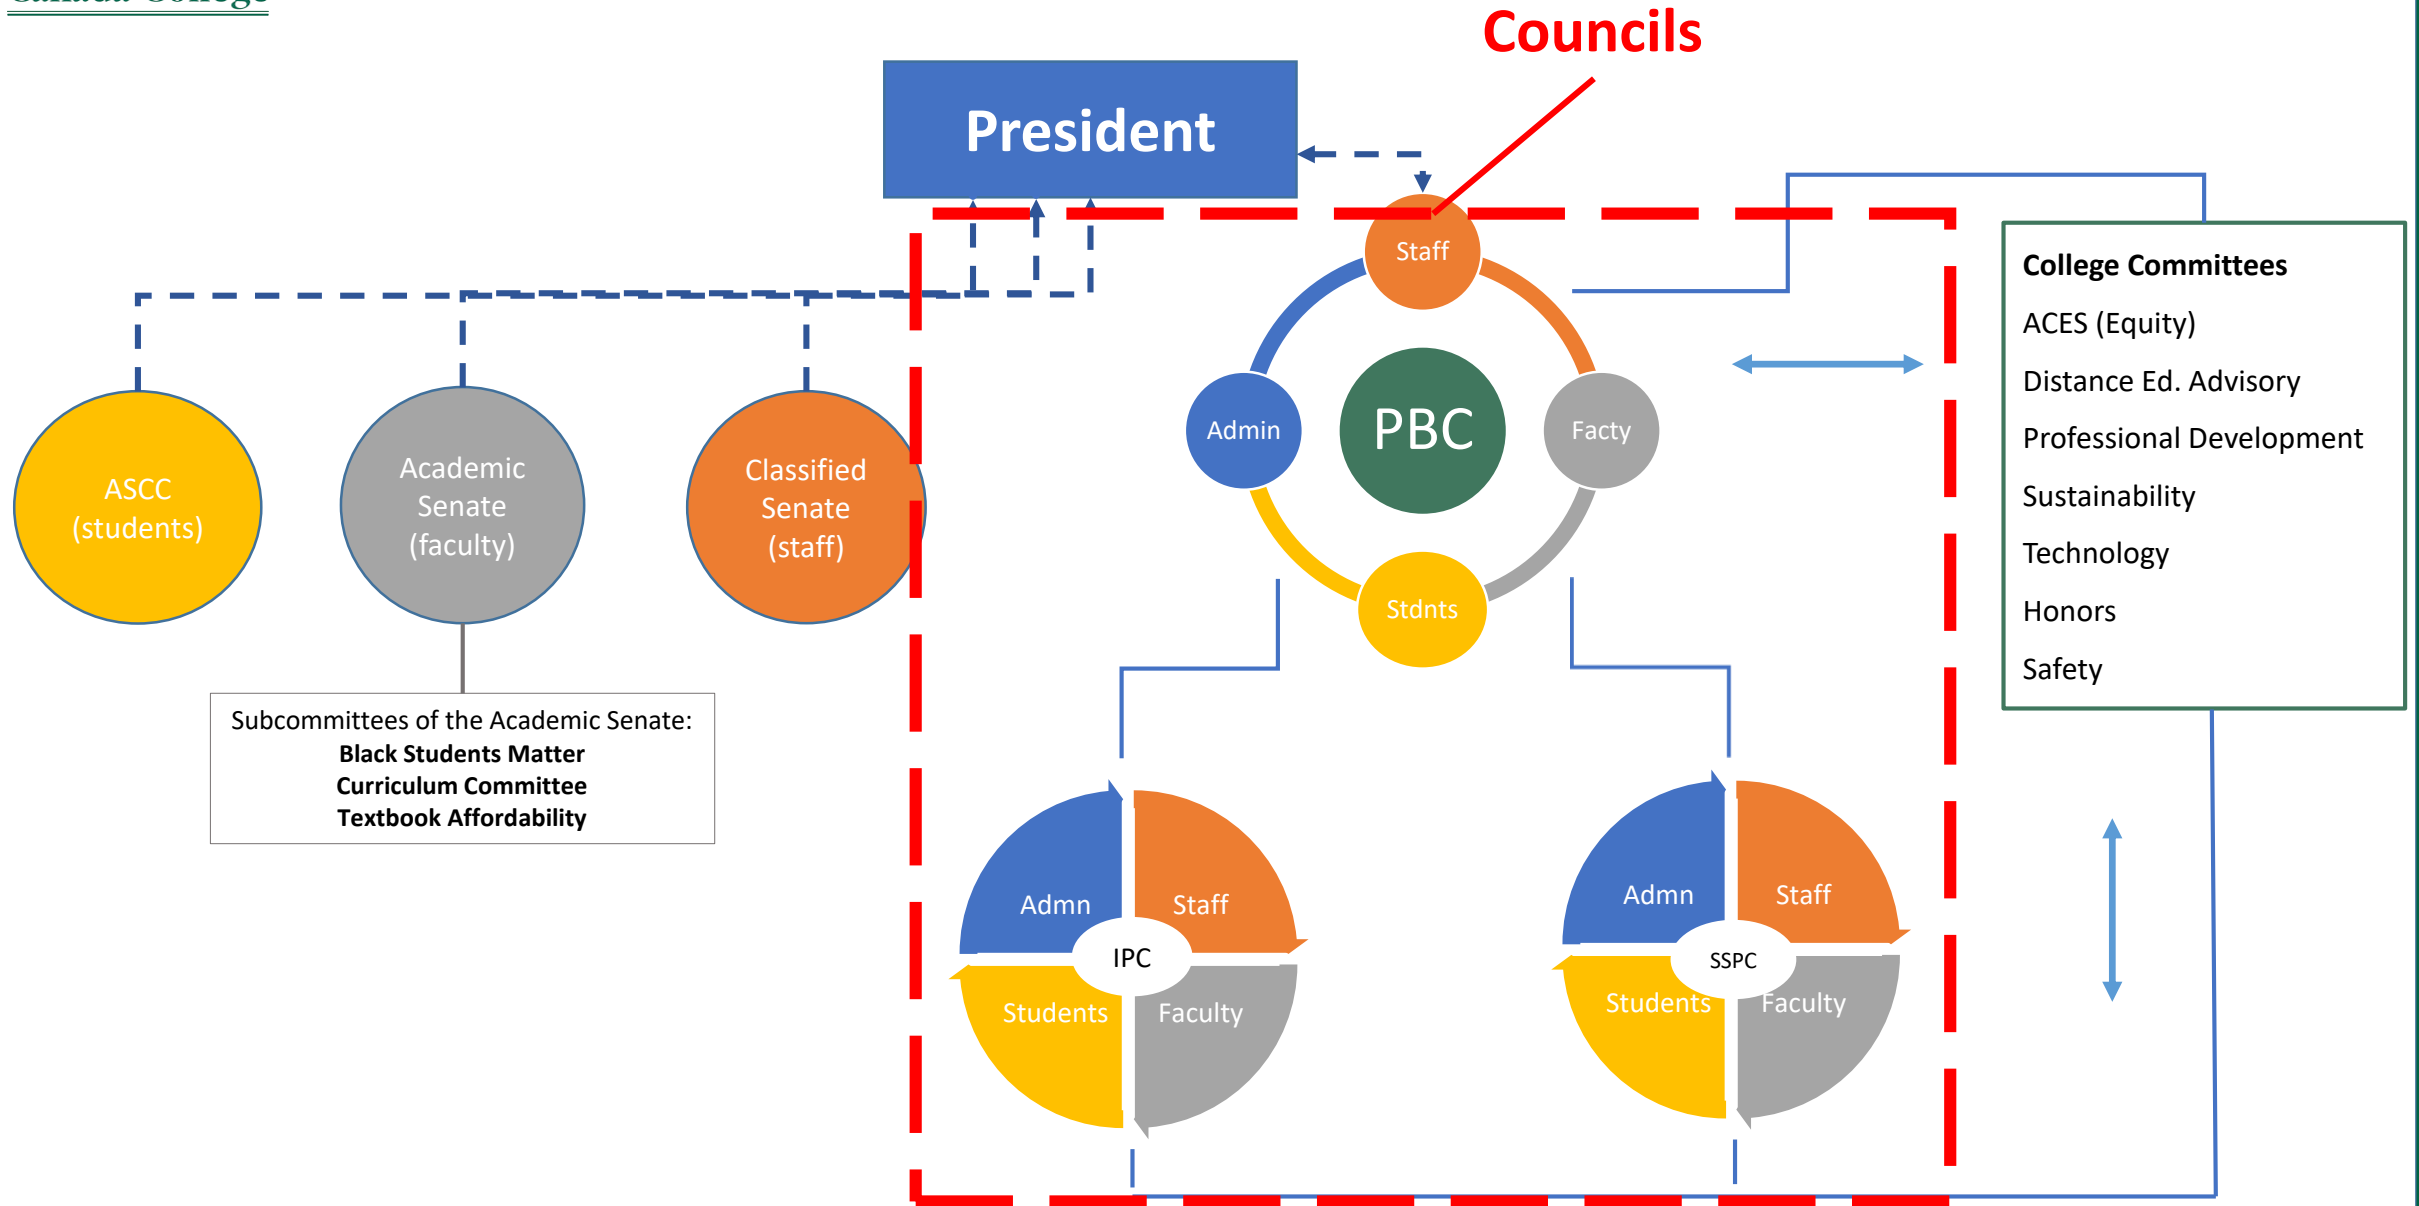 Cañada College
Councils
President
Staff
Admin
PBC
Facty
Stdnts
ASCC
(students)
Academic
Senate
(faculty)
Classified
Senate
(staff)
Subcommittees of the Academic Senate:
Black Students Matter
Curriculum Committee
Textbook Affordability
Admn
Staff
IPC
Students
Faculty
Admn
Staff
SSPC
Students
Faculty
College Committees
ACES (Equity)
Distance Ed. Advisory
Professional Development
Sustainability
Technology
Honors
Safety